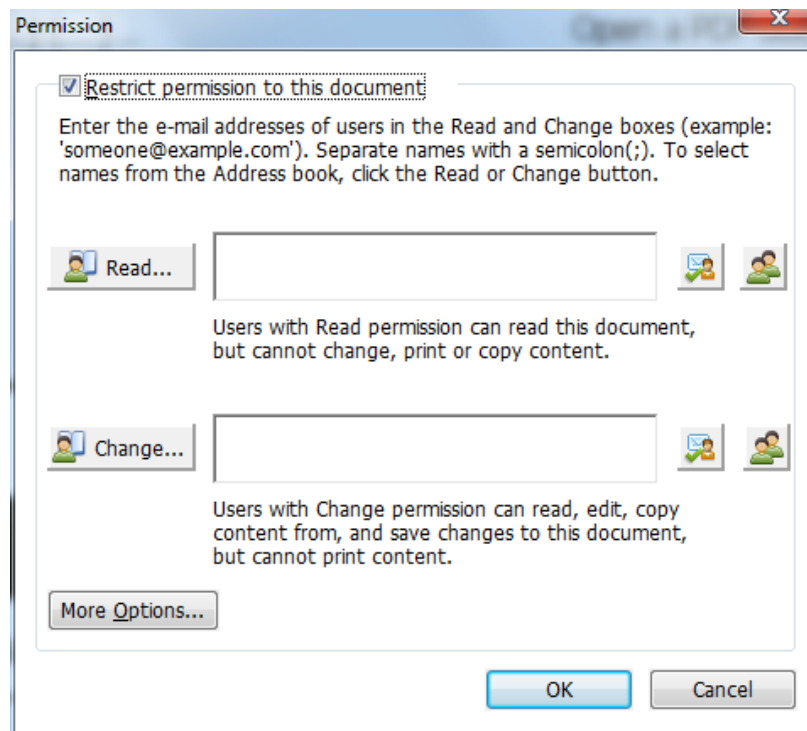 Permission
Open a PDF
Restrict permission to this document
Enter the e-mail addresses of users in the Read and Change boxes (example:
'someone@example.com'). Separate names with a semicolon(;). To select
names from the Address book, click the Read or Change button.
Read...
Users with Read permission can read this document,
but cannot change, print or copy content.
Change...
Users with Change permission can read, edit, copy
content from, and save changes to this document,
but cannot print content.
More Options...
OK
Cancel